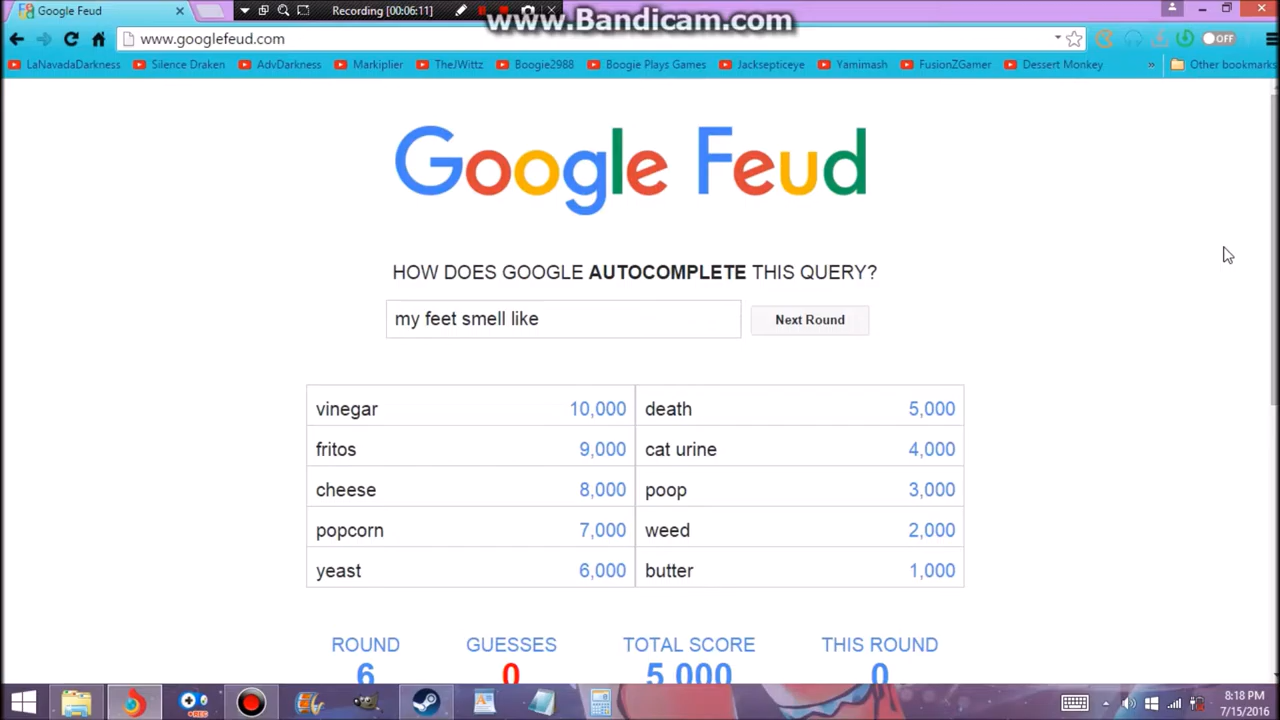 Google Feud
Recording [00:06:11]
www.Bandicam.com
www.googlefeud.com
OFF
LaNavadaDarkness Silence Draken AdvDarkness Markiplier TheJWittz Boogie2988 Boogie Plays Games Jacksepticeye Yamimash FusionZGamer Dessert Monkey » Other bookmarks
Google Feud
HOW DOES GOOGLE AUTOCOMPLETE THIS QUERY?
my feet smell like Next Round
vinegar 10,000 death 5,000
fritos 9,000 cat urine 4,000
cheese 8,000 poop 3,000
popcorn 7,000 weed 2,000
yeast 6,000 butter 1,000
ROUND GUESSES TOTAL SCORE THIS ROUND
6 0 5,000 0
REC
8:18 PM
7/15/2016